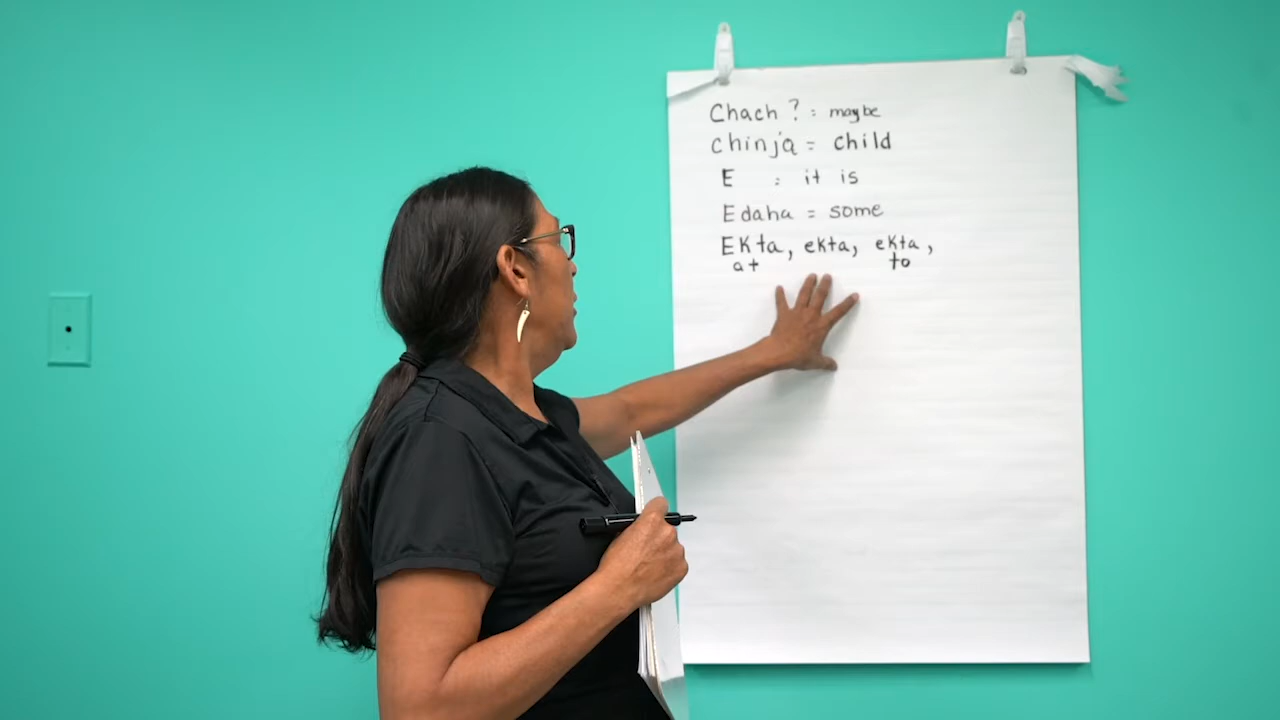 Chach ? = maybe
chinja = child
E = it is
Edaha = some
Ekta, ekta, ekta,
at to